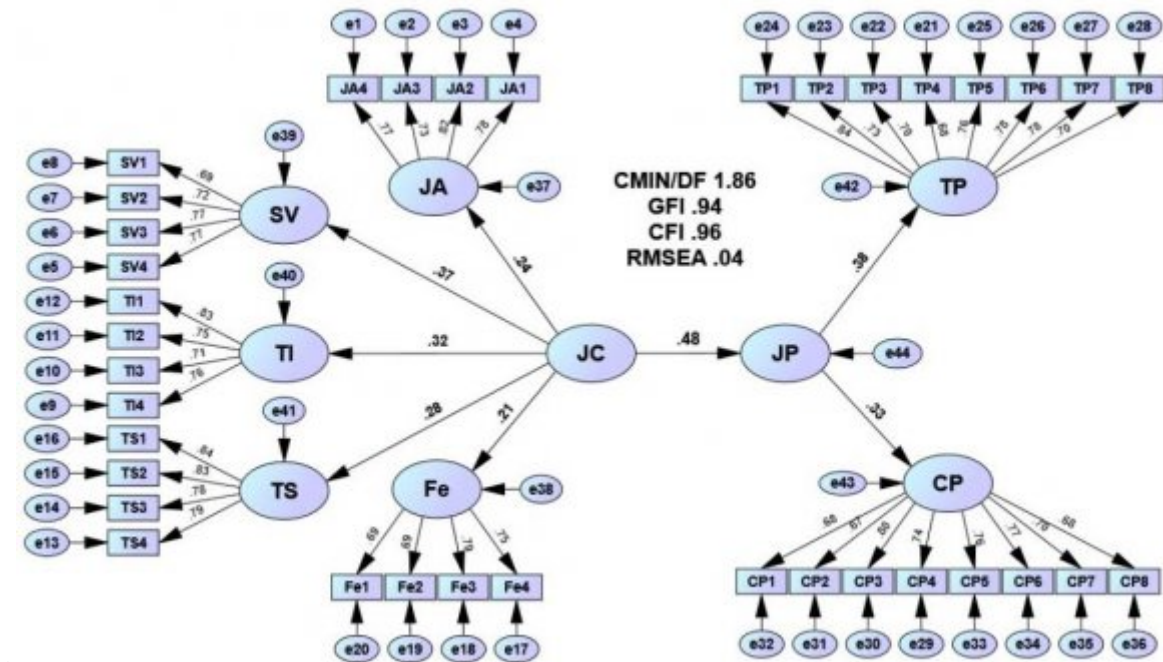 e1 e2 e3 e4
JA4 JA3 JA2 JA1
.77 .73 .82 .78
JA
e37
e24 e23 e22 e21 e25 e26 e27 e28
TP1 TP2 TP3 TP4 TP5 TP6 TP7 TP8
.84 .73 .70 .68 .76 .78 .78 .70
e42
TP
e39
e8 SV1 .69
e7 SV2 .72
e6 SV3 .77
e5 SV4 .77
SV
CMIN/DF 1.86
GFI .94
CFI .96
RMSEA .04
.37
.24
.38
e40
e12 TI1 .83
e11 TI2 .75
e10 TI3 .71
e9 TI4 .76
TI
.32
JC
.48
JP
e44
e41
e16 TS1 .84
e15 TS2 .83
e14 TS3 .78
e13 TS4 .79
TS
.28
.21
.33
Fe
e38
.69 .69 .79 .75
Fe1 Fe2 Fe3 Fe4
e20 e19 e18 e17
e43
CP
.68 .67 .74 .76 .77 .68
CP1 CP2 CP3 CP4 CP5 CP6 CP7 CP8
e32 e31 e30 e29 e33 e34 e35 e36